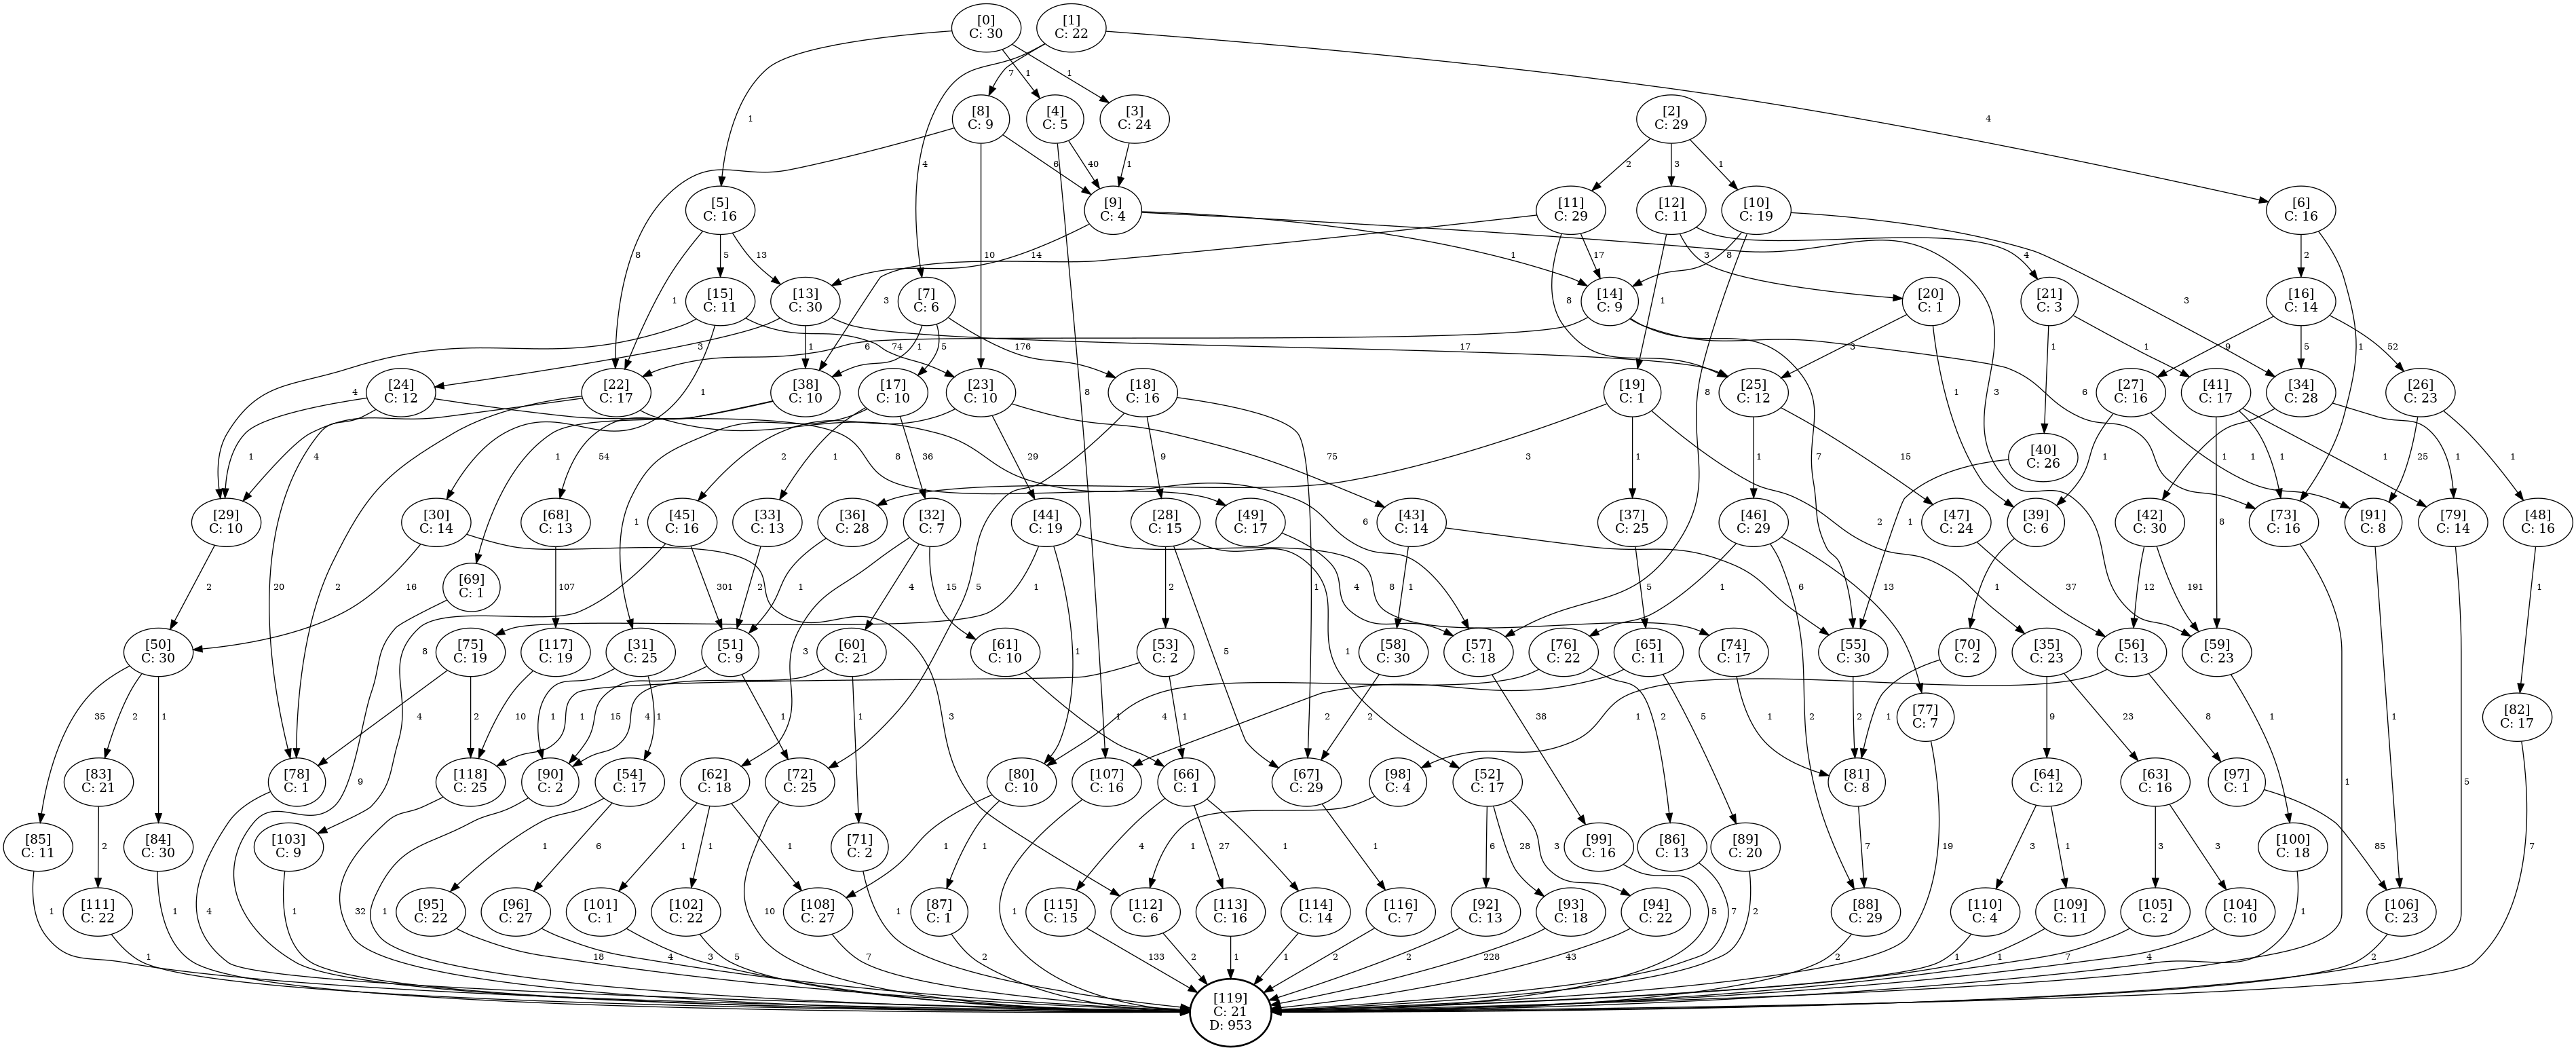 [0]
C: 30
[1]
C: 22
1
7
1
1
[8]
C: 9
[4]
C: 5
[3]
C: 24
[2]
C: 29
1
4
4
6
40
1
2
3
1
[5]
C: 16
[9]
C: 4
[11]
C: 29
[12]
C: 11
[10]
C: 19
[6]
C: 16
8
5
13
10
14
1
17
8
3
4
2
[15]
C: 11
[13]
C: 30
[7]
C: 6
[14]
C: 9
[20]
C: 1
[21]
C: 3
[16]
C: 14
1
3
8
1
3
3
1
6
74
1
5
176
17
3
1
1
9
5
52
1
4
[24]
C: 12
[22]
C: 17
[38]
C: 10
[17]
C: 10
[23]
C: 10
[18]
C: 16
[19]
C: 1
[25]
C: 12
[27]
C: 16
[41]
C: 17
[34]
C: 28
[26]
C: 23
1
8
8
1
6
3
1
4
1
54
2
1
36
8
29
75
9
3
1
1
15
7
[40]
C: 26
1
1
1
1
1
25
1
[29]
C: 10
[30]
C: 14
[68]
C: 13
[45]
C: 16
[33]
C: 13
[36]
C: 28
[32]
C: 7
[44]
C: 19
[28]
C: 15
[49]
C: 17
[43]
C: 14
[37]
C: 25
[46]
C: 29
[47]
C: 24
[39]
C: 6
[42]
C: 30
[73]
C: 16
[91]
C: 8
[79]
C: 14
[48]
C: 16
1
6
2
1
8
2
16
[69]
C: 1
20
2
107
301
2
1
4
15
5
1
2
1
4
8
1
6
5
1
13
37
1
12
191
1
[50]
C: 30
[75]
C: 19
[117]
C: 19
[31]
C: 25
[51]
C: 9
[60]
C: 21
[61]
C: 10
[53]
C: 2
[58]
C: 30
[57]
C: 18
[76]
C: 22
[65]
C: 11
[74]
C: 17
[55]
C: 30
[70]
C: 2
[35]
C: 23
[56]
C: 13
[59]
C: 23
8
3
5
1
35
2
1
4
2
10
1
1
1
15
1
4
1
3
1
1
2
4
38
2
2
5
1
1
2
2
1
9
23
8
1
[82]
C: 17
[77]
C: 7
[83]
C: 21
[78]
C: 1
[118]
C: 25
[90]
C: 2
[54]
C: 17
[62]
C: 18
[72]
C: 25
[80]
C: 10
[107]
C: 16
[66]
C: 1
[67]
C: 29
[98]
C: 4
[52]
C: 17
[81]
C: 8
[64]
C: 12
[63]
C: 16
[97]
C: 1
1
5
9
[85]
C: 11
[84]
C: 30
[103]
C: 9
[71]
C: 2
[99]
C: 16
[86]
C: 13
[89]
C: 20
[100]
C: 18
2
1
6
1
1
1
1
1
4
27
1
1
1
6
28
3
7
19
3
1
3
3
85
7
[111]
C: 22
[95]
C: 22
[96]
C: 27
[101]
C: 1
[102]
C: 22
[108]
C: 27
[87]
C: 1
[115]
C: 15
[112]
C: 6
[113]
C: 16
[114]
C: 14
[116]
C: 7
[92]
C: 13
[93]
C: 18
[94]
C: 22
[88]
C: 29
[110]
C: 4
[109]
C: 11
[105]
C: 2
[104]
C: 10
[106]
C: 23
1
1
4
1
32
1
10
1
1
5
7
2
1
1
18
4
3
5
7
2
133
2
1
1
2
2
228
43
2
1
1
7
4
2
[119]
C: 21
D: 953